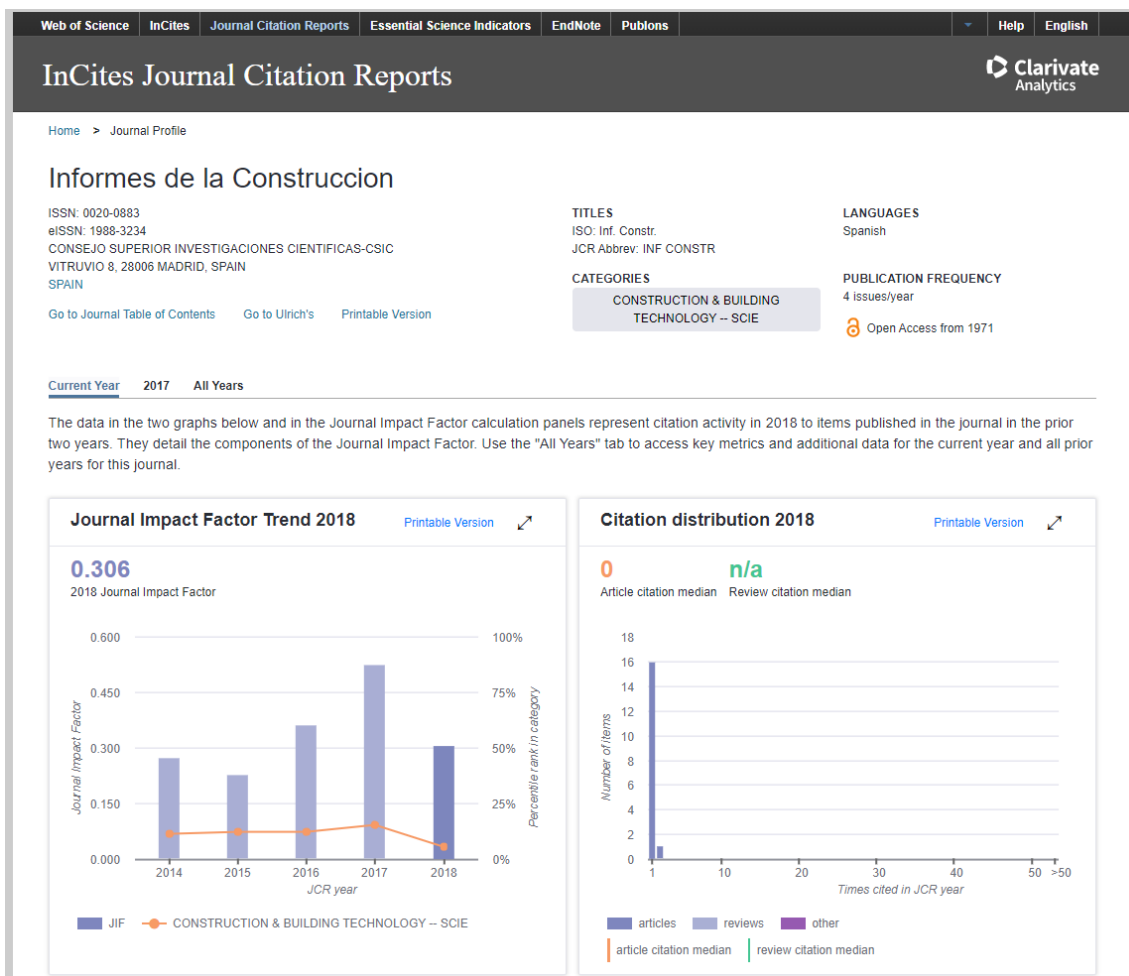 Web of Science InCites Journal Citation Reports Essential Science Indicators EndNote Publons Help English
InCites Journal Citation Reports
Clarivate
Analytics
Home > Journal Profile
Informes de la Construccion
ISSN: 0020-0883
eISSN: 1988-3234
CONSEJO SUPERIOR INVESTIGACIONES CIENTIFICAS-CSIC
VITRUVIO 8, 28006 MADRID, SPAIN
SPAIN
Go to Journal Table of Contents Go to Ulrich's Printable Version
TITLES
ISO: Inf. Constr.
JCR Abbrev: INF CONSTR
CATEGORIES
CONSTRUCTION & BUILDING
TECHNOLOGY -- SCIE
LANGUAGES
Spanish
PUBLICATION FREQUENCY
4 issues/year
Open Access from 1971
Current Year 2017 All Years
The data in the two graphs below and in the Journal Impact Factor calculation panels represent citation activity in 2018 to items published in the journal in the prior
two years. They detail the components of the Journal Impact Factor. Use the "All Years" tab to access key metrics and additional data for the current year and all prior
years for this journal.
Journal Impact Factor Trend 2018 Printable Version
0.306
2018 Journal Impact Factor
0.600 100%
0.450 75%
0.300 50%
0.150 25%
0.000 0%
Journal Impact Factor
Percentile rank in category
2014 2015 2016 2017 2018
JCR year
JIF CONSTRUCTION & BUILDING TECHNOLOGY -- SCIE
Citation distribution 2018 Printable Version
0 n/a
Article citation median Review citation median
18
16
14
12
10
8
6
4
2
0
Number of items
1 10 20 30 40 50 >50
Times cited in JCR year
articles reviews other
article citation median review citation median